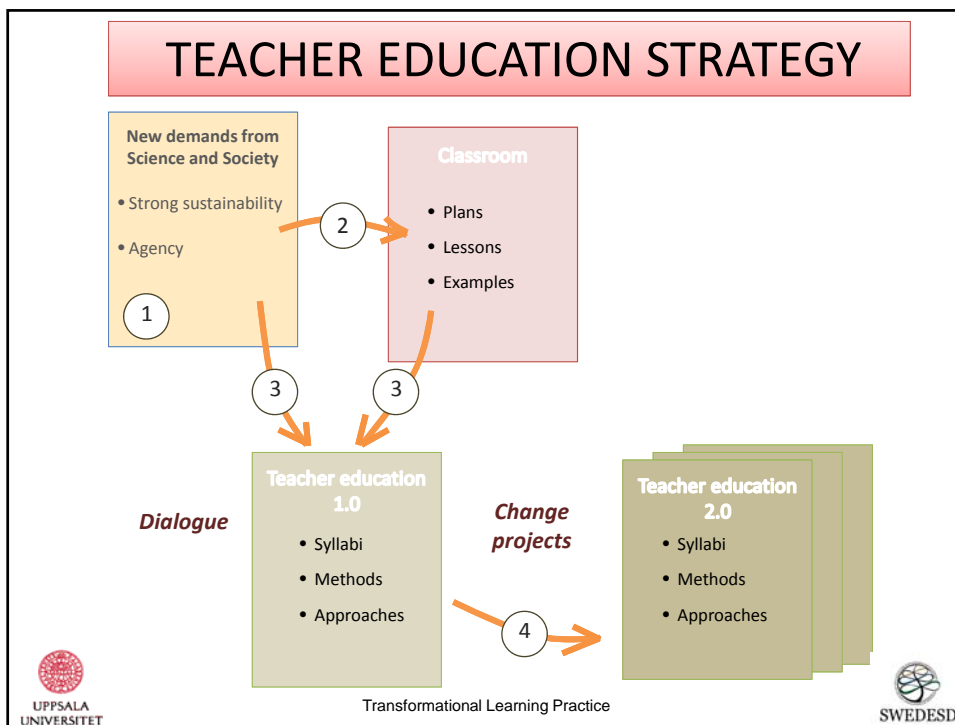 TEACHER EDUCATION STRATEGY
New demands from
Science and Society
• Strong sustainability
• Agency
1
2
Classroom
• Plans
• Lessons
• Examples
3
3
Dialogue
Teacher education
1.0
• Syllabi
• Methods
• Approaches
Change
projects
4
Teacher education
2.0
• Syllabi
• Methods
• Approaches
UPPSALA
UNIVERSITET
Transformational Learning Practice
SWEDESD